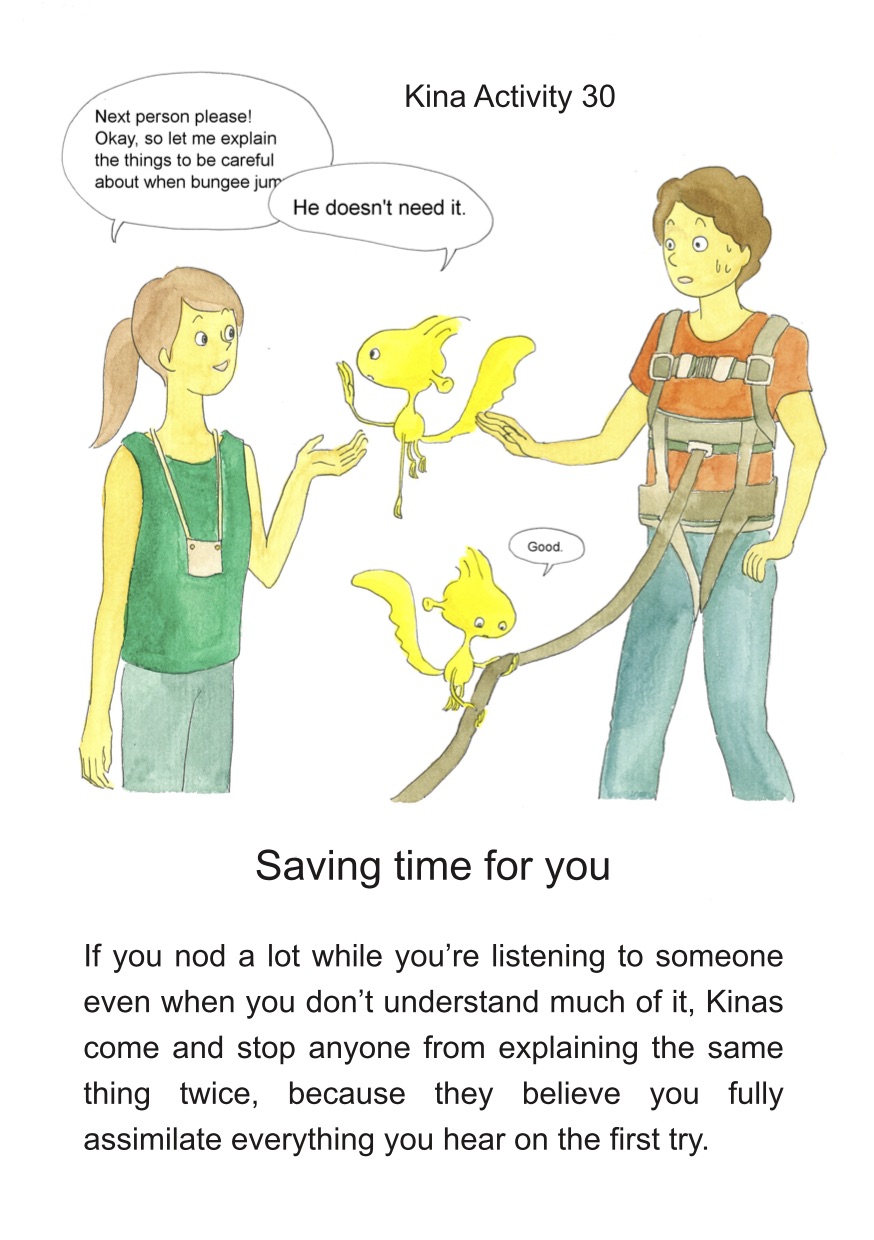 Kina Activity 30
Next person please!
Okay, so let me explain
the things to be careful
about when bungee jum
He doesn't need it.
Good.
Saving time for you
If you nod a lot while you’re listening to someone
even when you don’t understand much of it, Kinas
come and stop anyone from explaining the same
thing twice, because they believe you fully
assimilate everything you hear on the first try.